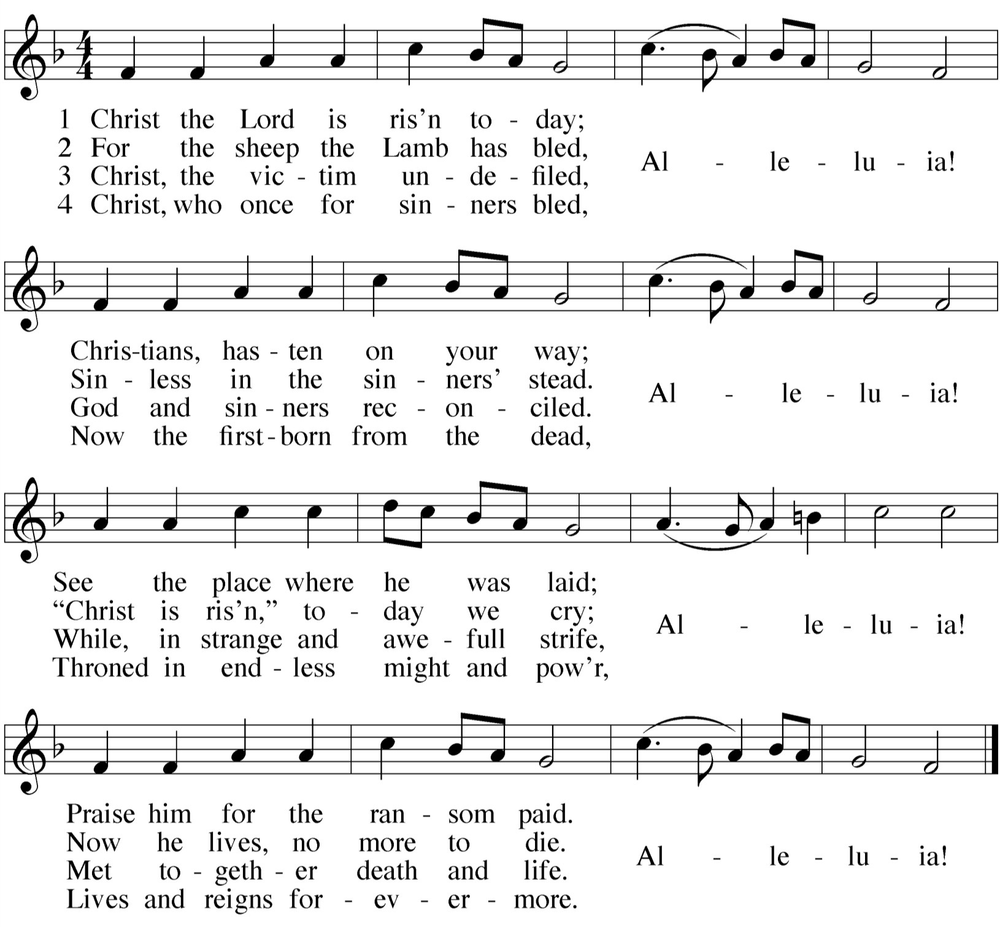 4
4
1 Christ the Lord is ris’n to - day;
2 For the sheep the Lamb has bled,
3 Christ, the vic - tim un - de - filed,
4 Christ, who once for sin - ners bled,
Al - le - lu - ia!
Chris-tians, has - ten on your way;
Sin - less in the sin - ners’ stead.
God and sin - ners rec - on - ciled.
Now the first-born from the dead,
Al - le - lu - ia!
See the place where he was laid;
“Christ is ris’n,” to - day we cry;
While, in strange and awe - full strife,
Throned in end - less might and pow’r,
Al - le - lu - ia!
Praise him for the ran - som paid.
Now he lives, no more to die.
Met to - geth - er death and life.
Lives and reigns for - ev - er - more.
Al - le - lu - ia!